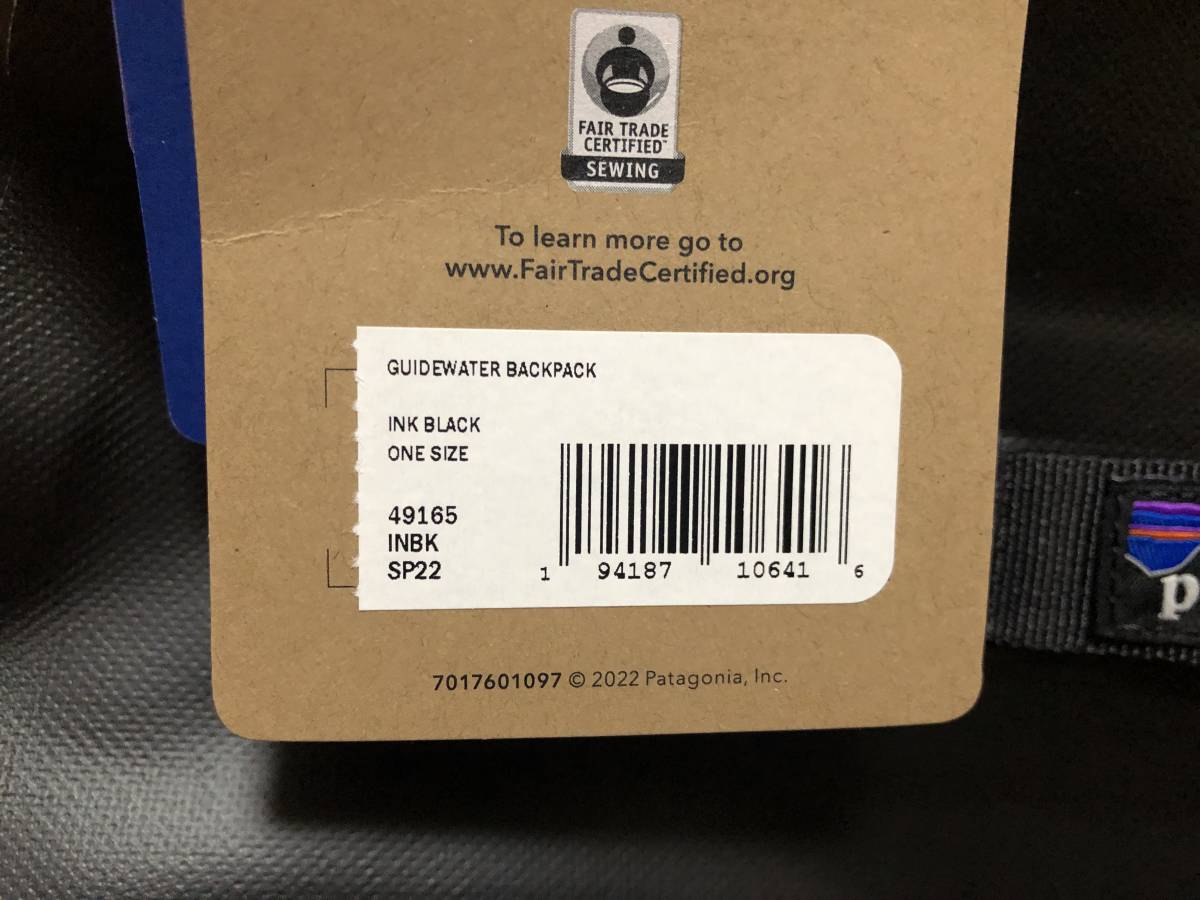 FAIR TRADE
CERTIFIED™
SEWING
To learn more go to
www.FairTradeCertified.org
GUIDEWATER BACKPACK
INK BLACK
ONE SIZE
49165
INBK
SP22
1 94187 10641 6
7017601097 © 2022 Patagonia, Inc.
p